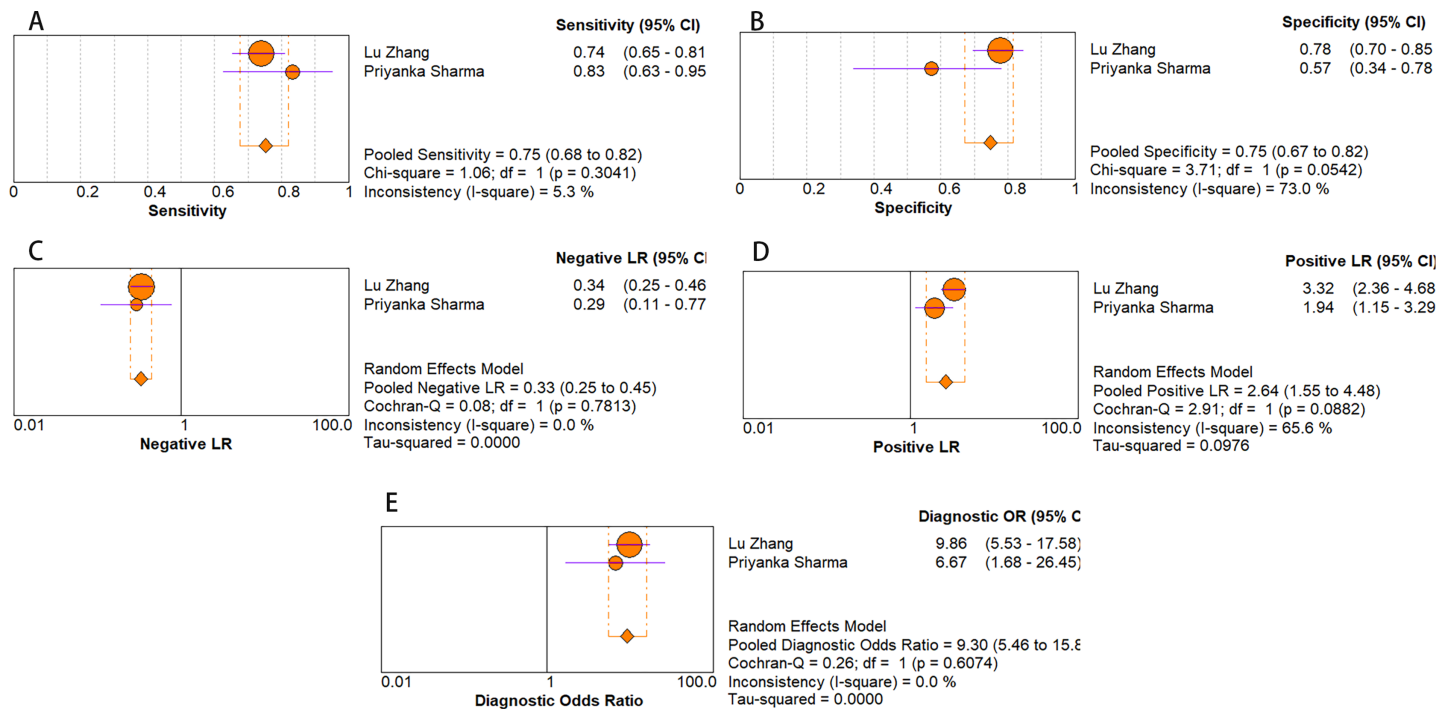 A
Sensitivity (95% CI)
Lu Zhang 0.74 (0.65 - 0.81
Priyanka Sharma 0.83 (0.63 - 0.95
Pooled Sensitivity = 0.75 (0.68 to 0.82)
Chi-square = 1.06; df = 1 (p = 0.3041)
Inconsistency (I-square) = 5.3 %
0 0.2 0.4 0.6 0.8 1
Sensitivity
B
Specificity (95% CI)
Lu Zhang 0.78 (0.70 - 0.85
Priyanka Sharma 0.57 (0.34 - 0.78
Pooled Specificity = 0.75 (0.67 to 0.82)
Chi-square = 3.71; df = 1 (p = 0.0542)
Inconsistency (I-square) = 73.0 %
0 0.2 0.4 0.6 0.8 1
Specificity
C
Negative LR (95% CI
Lu Zhang 0.34 (0.25 - 0.46
Priyanka Sharma 0.29 (0.11 - 0.77
Random Effects Model
Pooled Negative LR = 0.33 (0.25 to 0.45)
Cochran-Q = 0.08; df = 1 (p = 0.7813)
Inconsistency (I-square) = 0.0 %
Tau-squared = 0.0000
0.01 1 100.0
Negative LR
D
Positive LR (95% CI)
Lu Zhang 3.32 (2.36 - 4.68
Priyanka Sharma 1.94 (1.15 - 3.29
Random Effects Model
Pooled Positive LR = 2.64 (1.55 to 4.48)
Cochran-Q = 2.91; df = 1 (p = 0.0882)
Inconsistency (I-square) = 65.6 %
Tau-squared = 0.0976
0.01 1 100.0
Positive LR
E
Diagnostic OR (95% C
Lu Zhang 9.86 (5.53 - 17.58)
Priyanka Sharma 6.67 (1.68 - 26.45)
Random Effects Model
Pooled Diagnostic Odds Ratio = 9.30 (5.46 to 15.8
Cochran-Q = 0.26; df = 1 (p = 0.6074)
Inconsistency (I-square) = 0.0 %
Tau-squared = 0.0000
0.01 1 100.0
Diagnostic Odds Ratio